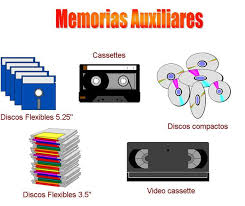 Memorias Auxiliares
Cassettes
Discos Flexibles 5.25"
Discos compactos
Discos Flexibles 3.5"
Video cassette